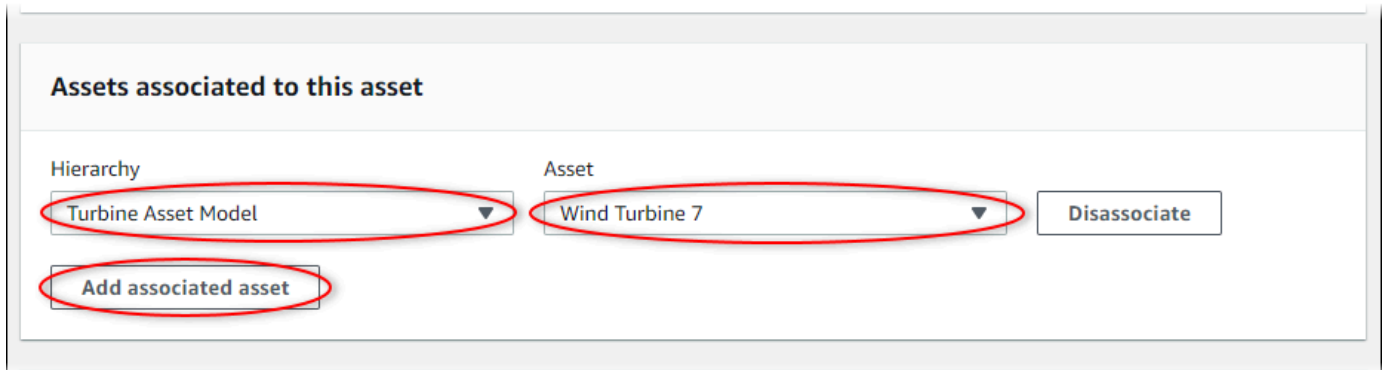 Assets associated to this asset
Hierarchy Asset
Turbine Asset Model Wind Turbine 7 Disassociate
Add associated asset